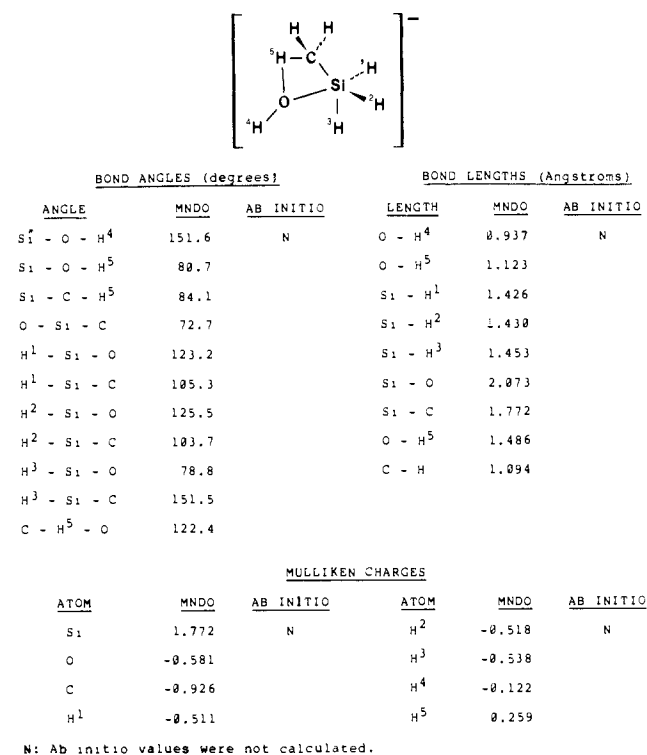 H H
⁵H C ¹H
Si
O ²H
⁴H ³H
BOND ANGLES (degrees) BOND LENGTHS (Angstroms)
ANGLE MNDO AB INITIO LENGTH MNDO AB INITIO
Si - O - H⁴ 151.6 N O - H⁴ 0.937 N
Si - O - H⁵ 80.7 O - H⁵ 1.123
Si - C - H⁵ 84.1 Si - H¹ 1.426
O - Si - C 72.7 Si - H² 1.430
H¹ - Si - O 123.2 Si - H³ 1.453
H¹ - Si - C 105.3 Si - O 2.073
H² - Si - O 125.5 Si - C 1.772
H² - Si - C 103.7 O - H⁵ 1.486
H³ - Si - O 78.8 C - H 1.094
H³ - Si - C 151.5
C - H⁵ - O 122.4
MULLIKEN CHARGES
ATOM MNDO AB INITIO ATOM MNDO AB INITIO
Si 1.772 N H² -0.518 N
O -0.581 H³ -0.538
C -0.926 H⁴ -0.122
H¹ -0.511 H⁵ 0.259
N: Ab initio values were not calculated.